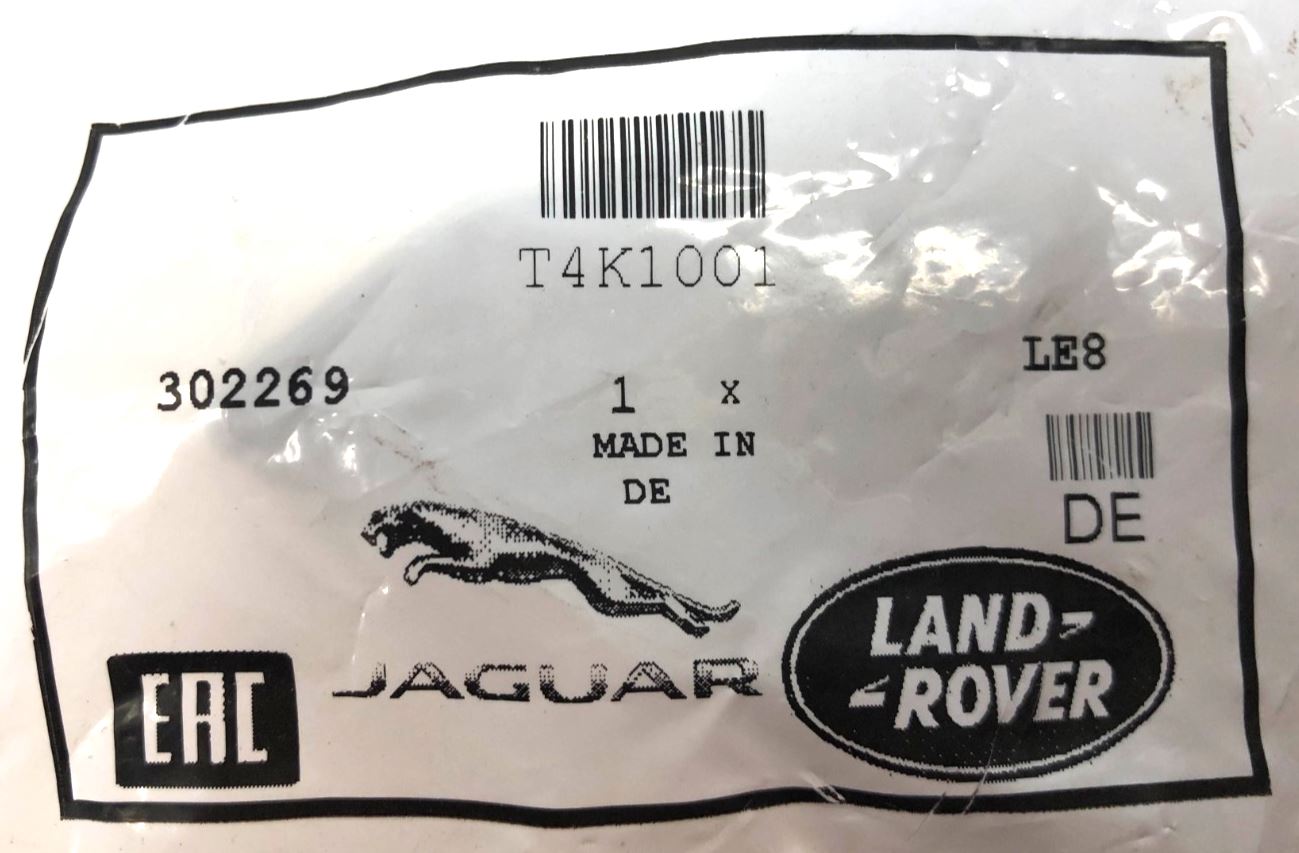 T4K1001
302269
1 x
LE8
MADE IN
DE
DE
JAGUAR
LAND-
-ROVER
EAC